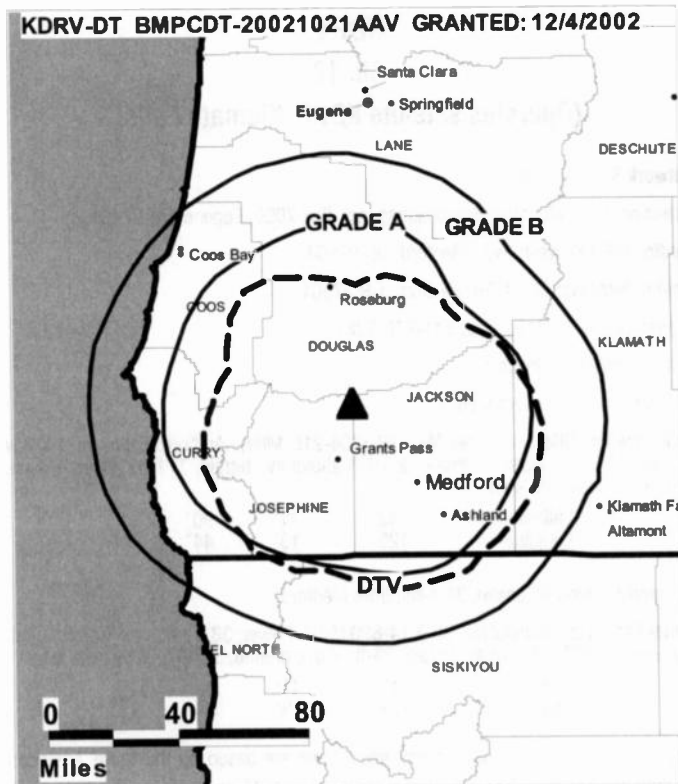 KDRV-DT BMPCDT-20021021AAV GRANTED: 12/4/2002
Santa Clara
Eugene
Springfield
LANE
DESCHUTE
GRADE A
GRADE B
Coos Bay
Roseburg
COOS
DOUGLAS
KLAMATH
JACKSON
CURRY
Grants Pass
Medford
JOSEPHINE
Ashland
Klamath Fa
Altamont
DTV
EL NORT
SISKIYOU
0 40 80
Miles